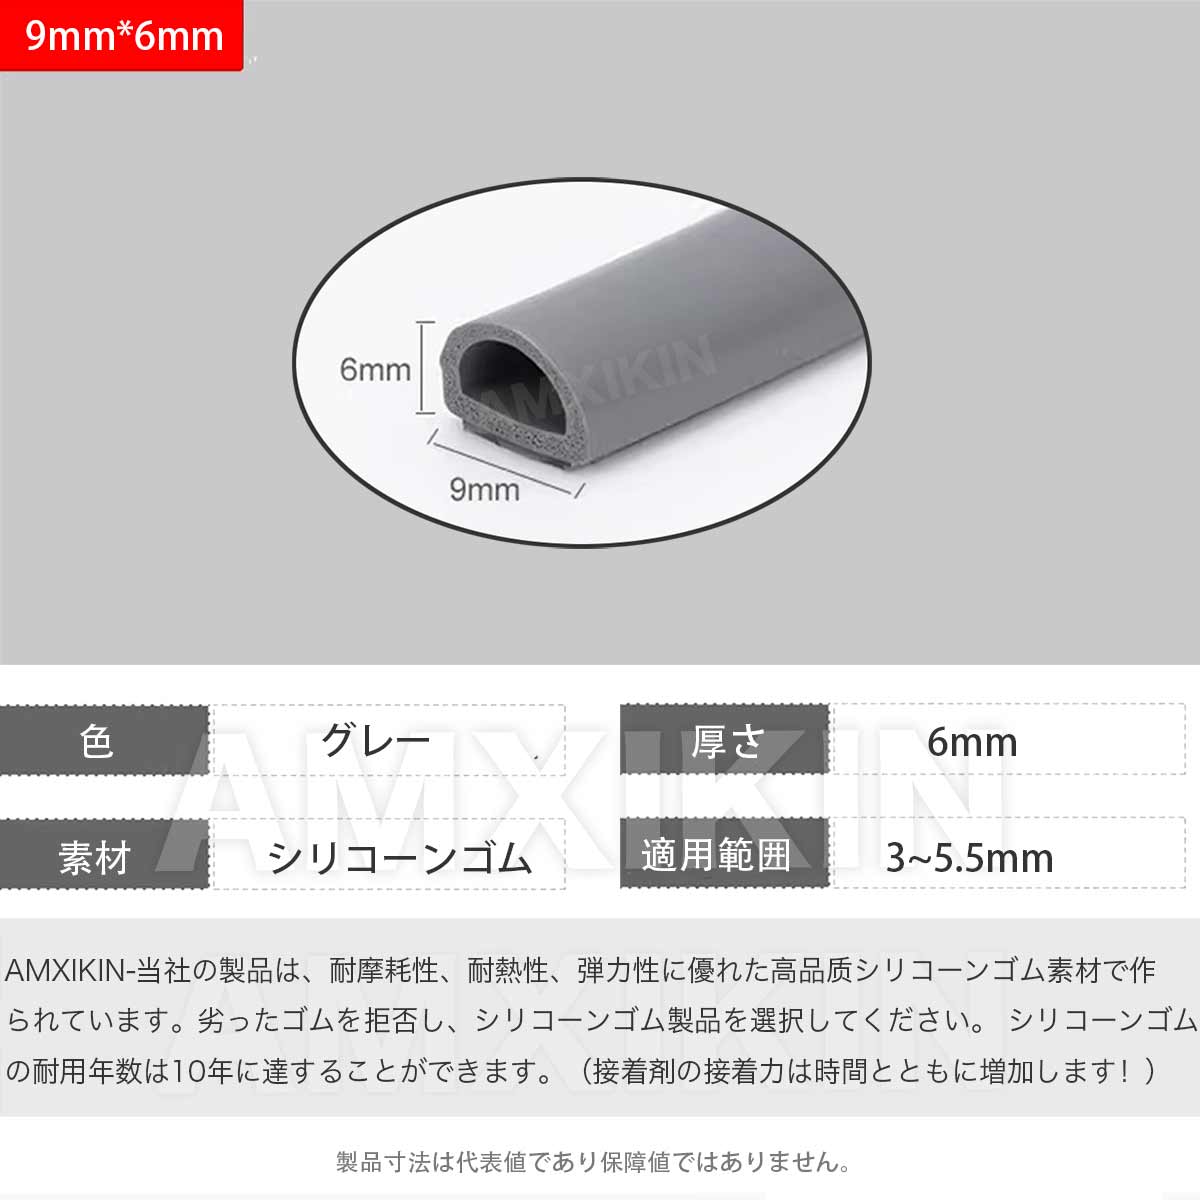 9mm*6mm
AMXIKIN
6mm
9mm
色 グレー 厚さ 6mm
素材 シリコーンゴム 適用範囲 3~5.5mm
AMXIKIN
AMXIKIN-当社の製品は、耐摩耗性、耐熱性、弾力性に優れた高品质シリコーンゴム素材で作
られています。劣ったゴムを拒否し、シリコーンゴム製品を選択してください。 シリコーンゴム
の耐用年数は10年に達することができます。（接着剤の接着力は時間とともに増加します！）
AMXIKIN
製品寸法は代表値であり保障値ではありません。